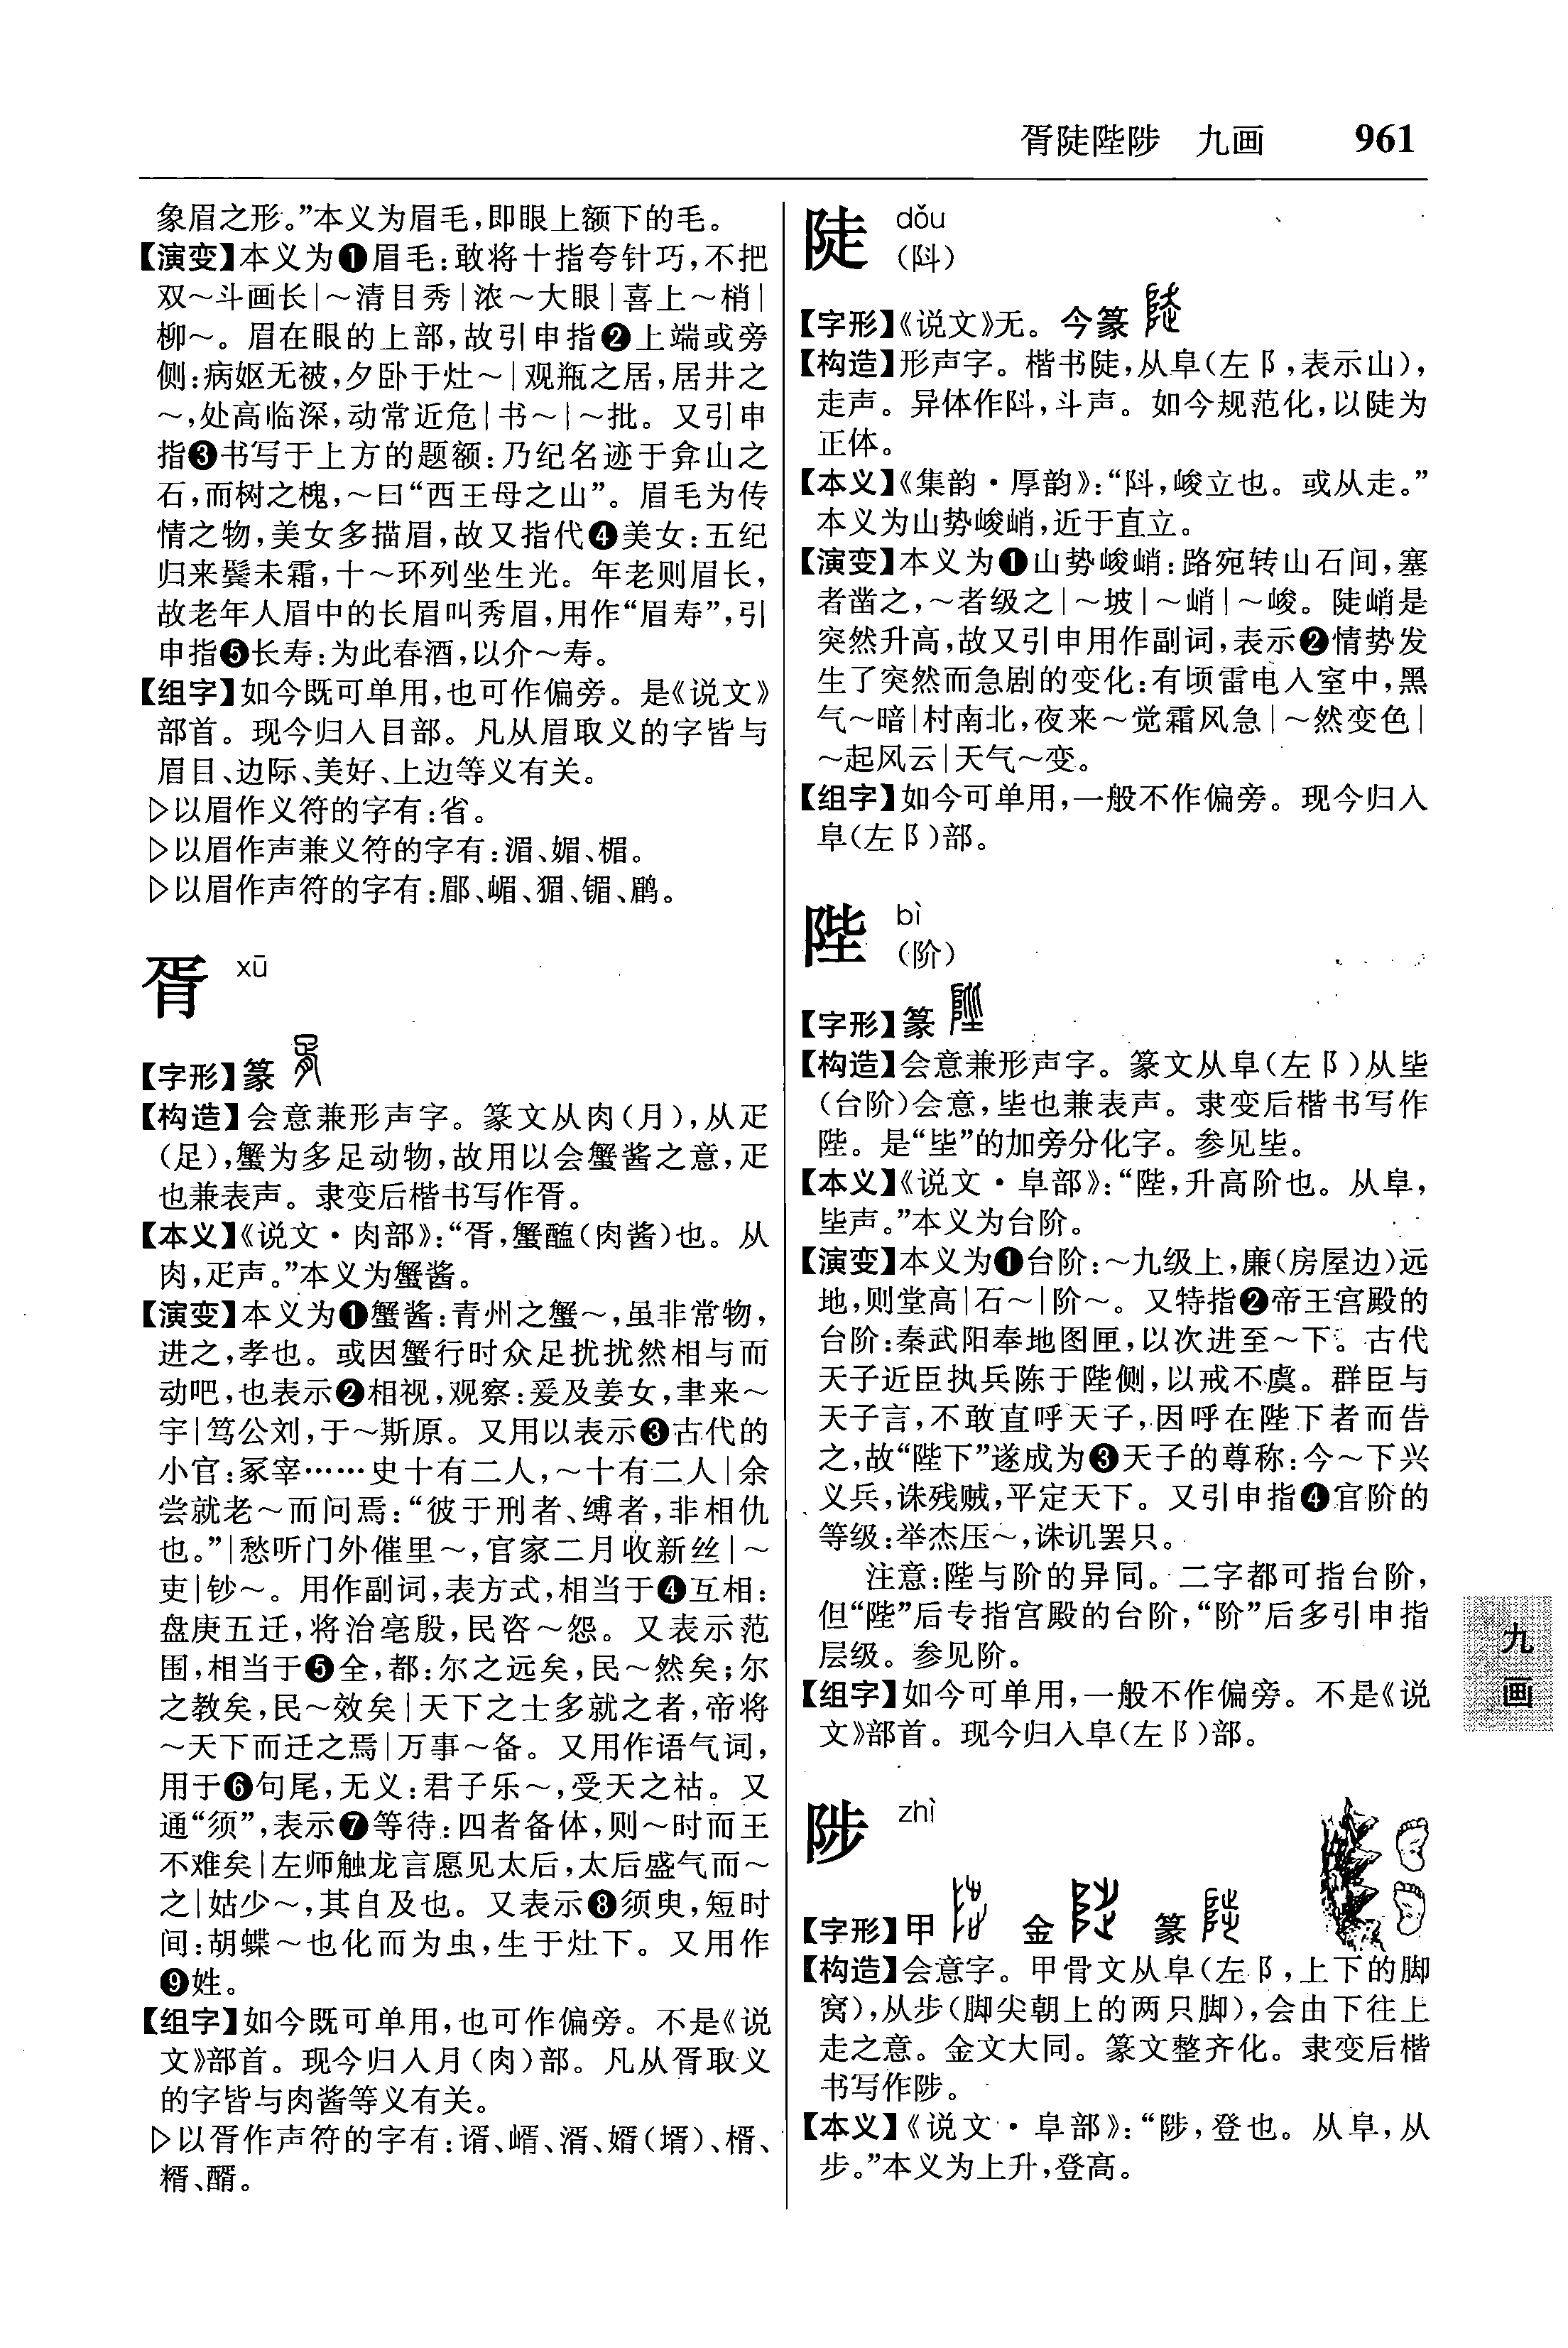 胥陡陛陟　九画　961
象眉之形。”本义为眉毛，即眼上额下的毛。
【演变】本义为❶眉毛：敢将十指夸针巧，不把
双～斗画长|～清目秀|浓～大眼|喜上～梢|
柳～。眉在眼的上部，故引申指❷上端或旁
侧：病妪无被，夕卧于灶～|观瓶之居，居井之
～，处高临深，动常近危|书～|～批。又引申
指❸书写于上方的题额：乃纪名迹于弇山之
石，而树之槐，～曰“西王母之山”。眉毛为传
情之物，美女多描眉，故又指代❹美女：五纪
归来鬓未霜，十～环列坐生光。年老则眉长，
故老年人眉中的长眉叫秀眉，用作“眉寿”，引
申指❺长寿：为此春酒，以介～寿。
【组字】如今既可单用，也可作偏旁。是《说文》
部首。现今归入目部。凡从眉取义的字皆与
眉目、边际、美好、上边等义有关。
▷以眉作义符的字有：省。
▷以眉作声兼义符的字有：湄、媚、楣。
▷以眉作声符的字有：郿、嵋、猸、镅、鹛。
胥 xū
【字形】篆
【构造】会意兼形声字。篆文从肉（月），从疋
（足），蟹为多足动物，故用以会蟹酱之意，疋
也兼表声。隶变后楷书写作胥。
【本义】《说文·肉部》：“胥，蟹醢（肉酱）也。从
肉，疋声。”本义为蟹酱。
【演变】本义为❶蟹酱：青州之蟹～，虽非常物，
进之，孝也。或因蟹行时众足扰扰然相与而
动吧，也表示❷相视，观察：爰及姜女，聿来～
宇|笃公刘，于～斯原。又用以表示❸古代的
小官：冢宰……史十有二人，～十有二人|余
尝就老～而问焉：“彼于刑者、缚者，非相仇
也。”|愁听门外催里～，官家二月收新丝|～
吏|钞～。用作副词，表方式，相当于❹互相：
盘庚五迁，将治亳殷，民咨～怨。又表示范
围，相当于❺全，都：尔之远矣，民～然矣；尔
之教矣，民～效矣|天下之士多就之者，帝将
～天下而迁之焉|万事～备。又用作语气词，
用于❻句尾，无义：君子乐～，受天之祜。又
通“须”，表示❼等待：四者备体，则～时而王
不难矣|左师触龙言愿见太后，太后盛气而～
之|姑少～，其自及也。又表示❽须臾，短时
间：胡蝶～也化而为虫，生于灶下。又用作
❾姓。
【组字】如今既可单用，也可作偏旁。不是《说
文》部首。现今归入月（肉）部。凡从胥取义
的字皆与肉酱等义有关。
▷以胥作声符的字有：谞、崤、湑、婿（壻）、楈、
糈、醑。
陡 dǒu
（阧）
【字形】《说文》无。今篆
【构造】形声字。楷书陡，从阜（左阝，表示山），
走声。异体作阧，斗声。如今规范化，以陡为
正体。
【本义】《集韵·厚韵》：“阧，峻立也。或从走。”
本义为山势峻峭，近于直立。
【演变】本义为❶山势峻峭：路宛转山石间，塞
者凿之，～者级之|～坡|～峭|～峻。陡峭是
突然升高，故又引申用作副词，表示❷情势发
生了突然而急剧的变化：有顷雷电入室中，黑
气～暗|村南北，夜来～觉霜风急|～然变色|
～起风云|天气～变。
【组字】如今可单用，一般不作偏旁。现今归入
阜（左阝）部。
陛 bì
（阶）
【字形】篆
【构造】会意兼形声字。篆文从阜（左阝）从坒
（台阶）会意，坒也兼表声。隶变后楷书写作
陛。是“坒”的加旁分化字。参见坒。
【本义】《说文·阜部》：“陛，升高阶也。从阜，
坒声。”本义为台阶。
【演变】本义为❶台阶：～九级上，廉（房屋边）远
地，则堂高|石～|阶～。又特指❷帝王宫殿的
台阶：秦武阳奉地图匣，以次进至～下。古代
天子近臣执兵陈于陛侧，以戒不虞。群臣与
天子言，不敢直呼天子，因呼在陛下者而告
之，故“陛下”遂成为❸天子的尊称：今～下兴
义兵，诛残贼，平定天下。又引申指❹官阶的
等级：举杰压～，诛讥罢只。
注意：陛与阶的异同。二字都可指台阶，
但“陛”后专指宫殿的台阶，“阶”后多引申指
层级。参见阶。
【组字】如今可单用，一般不作偏旁。不是《说
文》部首。现今归入阜（左阝）部。
陟 zhì
【字形】甲　金　篆
【构造】会意字。甲骨文从阜（左阝，上下的脚
窝），从步（脚尖朝上的两只脚），会由下往上
走之意。金文大同。篆文整齐化。隶变后楷
书写作陟。
【本义】《说文·阜部》：“陟，登也。从阜，从
步。”本义为上升，登高。
九
画